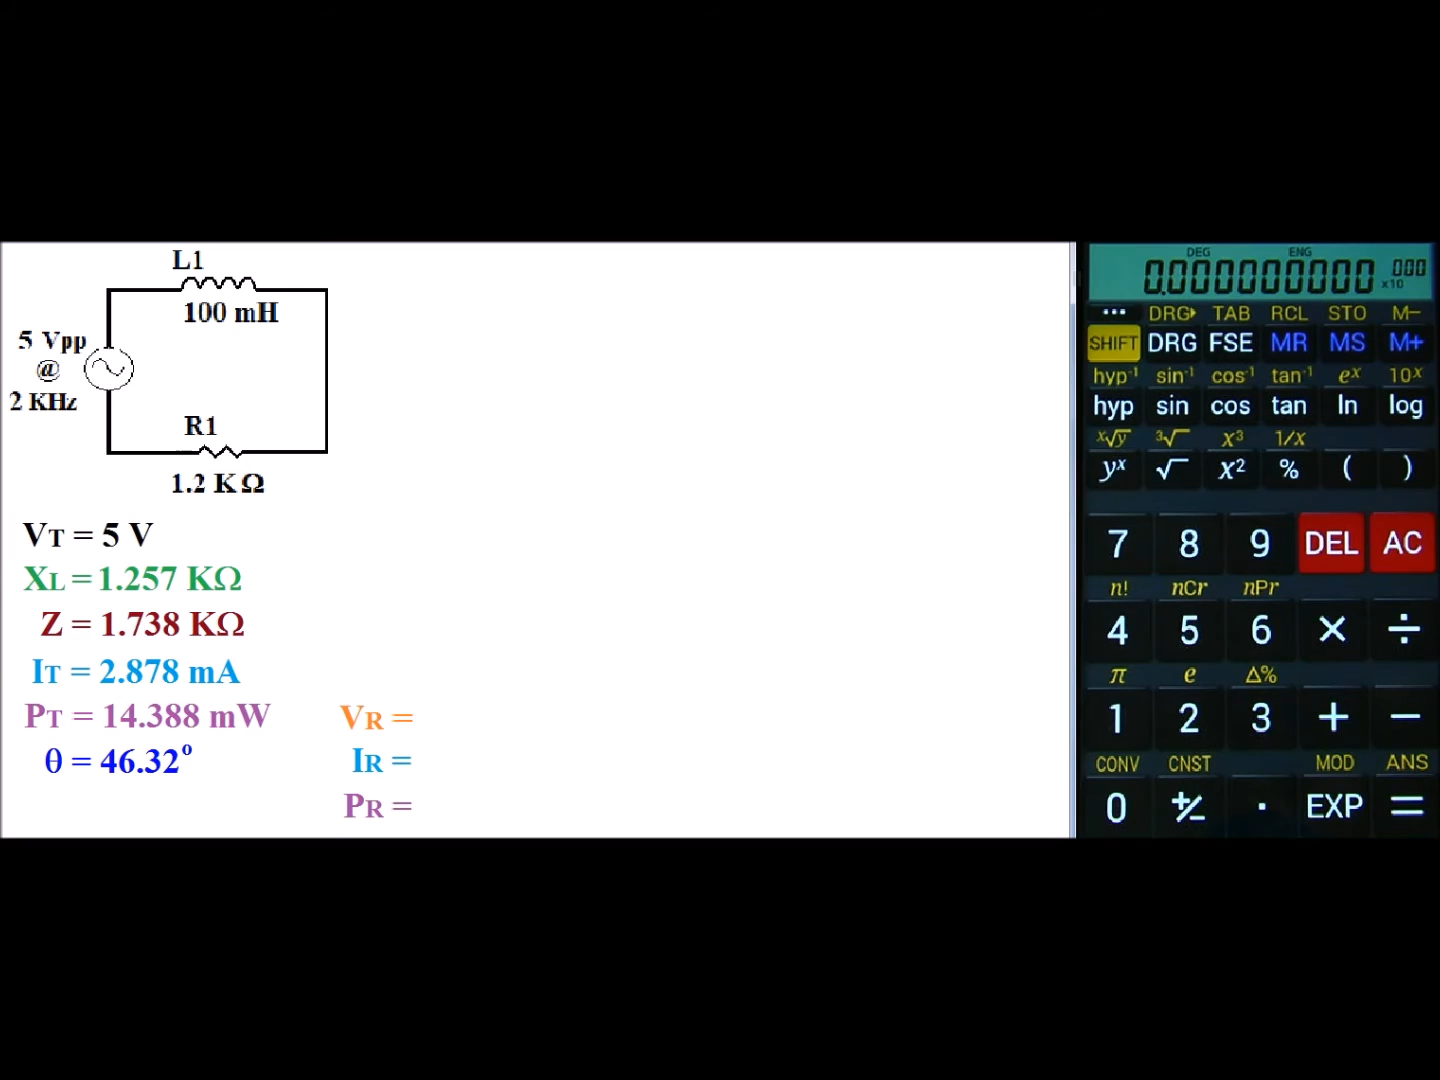 L1
100 mH
5 Vpp
@
2 KHz
R1
1.2 KΩ
VT = 5 V
XL = 1.257 KΩ
Z = 1.738 KΩ
IT = 2.878 mA
PT = 14.388 mW
θ = 46.32°
VR =
IR =
PR =
DEG ENG
0.000000000 ×10 000
... DRG▸ TAB RCL STO M−
SHIFT DRG FSE MR MS M+
hyp⁻¹ sin⁻¹ cos⁻¹ tan⁻¹ eˣ 10ˣ
hyp sin cos tan ln log
ˣ√y ³√ x³ 1/x
yˣ √ x² % ( )
7 8 9 DEL AC
n! nCr nPr
4 5 6 × ÷
π e Δ%
1 2 3 + −
CONV CNST MOD ANS
0 +/− . EXP =